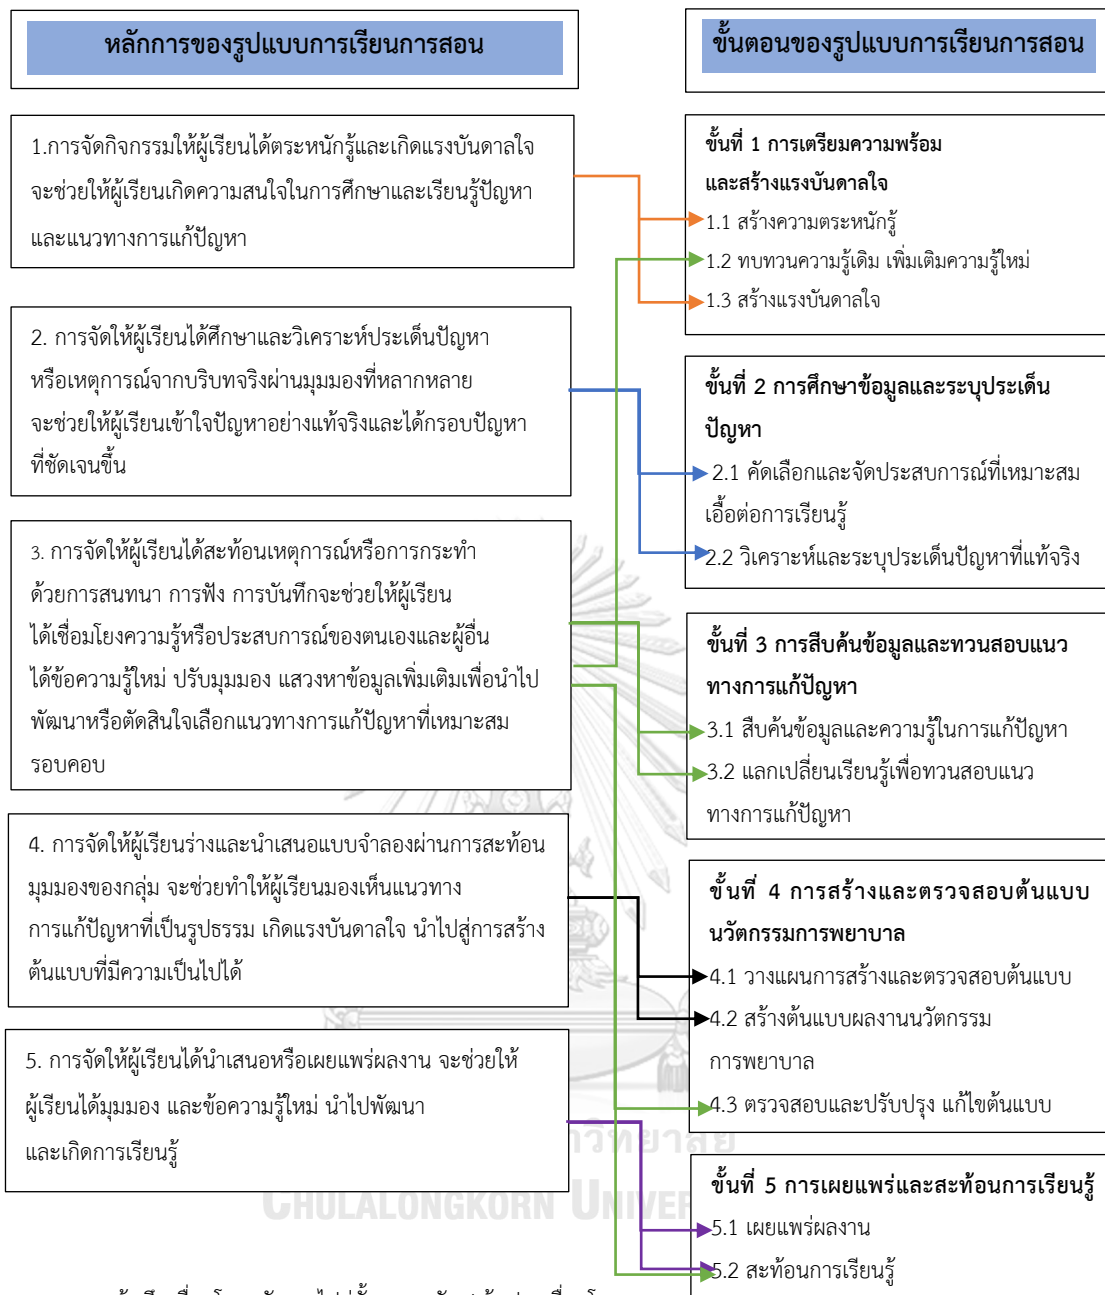 หลักการของรูปแบบการเรียนการสอน
1.การจัดกิจกรรมให้ผู้เรียนได้ตระหนักรู้และเกิดแรงบันดาลใจ
จะช่วยให้ผู้เรียนเกิดความสนใจในการศึกษาและเรียนรู้ปัญหา
และแนวทางการแก้ปัญหา
2. การจัดให้ผู้เรียนได้ศึกษาและวิเคราะห์ประเด็นปัญหา
หรือเหตุการณ์จากบริบทจริงผ่านมุมมองที่หลากหลาย
จะช่วยให้ผู้เรียนเข้าใจปัญหาอย่างแท้จริงและได้กรอบปัญหา
ที่ชัดเจนขึ้น
3. การจัดให้ผู้เรียนได้สะท้อนเหตุการณ์หรือการกระทำ
ด้วยการสนทนา การฟัง การบันทึกจะช่วยให้ผู้เรียน
ได้เชื่อมโยงความรู้หรือประสบการณ์ของตนเองและผู้อื่น
ได้ข้อความรู้ใหม่ ปรับมุมมอง แสวงหาข้อมูลเพิ่มเติมเพื่อนำไป
พัฒนาหรือตัดสินใจเลือกแนวทางการแก้ปัญหาที่เหมาะสม
รอบคอบ
4. การจัดให้ผู้เรียนร่างและนำเสนอแบบจำลองผ่านการสะท้อน
มุมมองของกลุ่ม จะช่วยทำให้ผู้เรียนมองเห็นแนวทาง
การแก้ปัญหาที่เป็นรูปธรรม เกิดแรงบันดาลใจ นำไปสู่การสร้าง
ต้นแบบที่มีความเป็นไปได้
5. การจัดให้ผู้เรียนได้นำเสนอหรือเผยแพร่ผลงาน จะช่วยให้
ผู้เรียนได้มุมมอง และข้อความรู้ใหม่ นำไปพัฒนา
และเกิดการเรียนรู้
ขั้นตอนของรูปแบบการเรียนการสอน
ขั้นที่ 1 การเตรียมความพร้อม
และสร้างแรงบันดาลใจ
1.1 สร้างความตระหนักรู้
1.2 ทบทวนความรู้เดิม เพิ่มเติมความรู้ใหม่
1.3 สร้างแรงบันดาลใจ
ขั้นที่ 2 การศึกษาข้อมูลและระบุประเด็น
ปัญหา
2.1 คัดเลือกและจัดประสบการณ์ที่เหมาะสม
เอื้อต่อการเรียนรู้
2.2 วิเคราะห์และระบุประเด็นปัญหาที่แท้จริง
ขั้นที่ 3 การสืบค้นข้อมูลและทวนสอบแนว
ทางการแก้ปัญหา
3.1 สืบค้นข้อมูลและความรู้ในการแก้ปัญหา
3.2 แลกเปลี่ยนเรียนรู้เพื่อทวนสอบแนว
ทางการแก้ปัญหา
ขั้นที่ 4 การสร้างและตรวจสอบต้นแบบ
นวัตกรรมการพยาบาล
4.1 วางแผนการสร้างและตรวจสอบต้นแบบ
4.2 สร้างต้นแบบผลงานนวัตกรรม
การพยาบาล
4.3 ตรวจสอบและปรับปรุง แก้ไขต้นแบบ
ขั้นที่ 5 การเผยแพร่และสะท้อนการเรียนรู้
5.1 เผยแพร่ผลงาน
5.2 สะท้อนการเรียนรู้
CHULALONGKORN